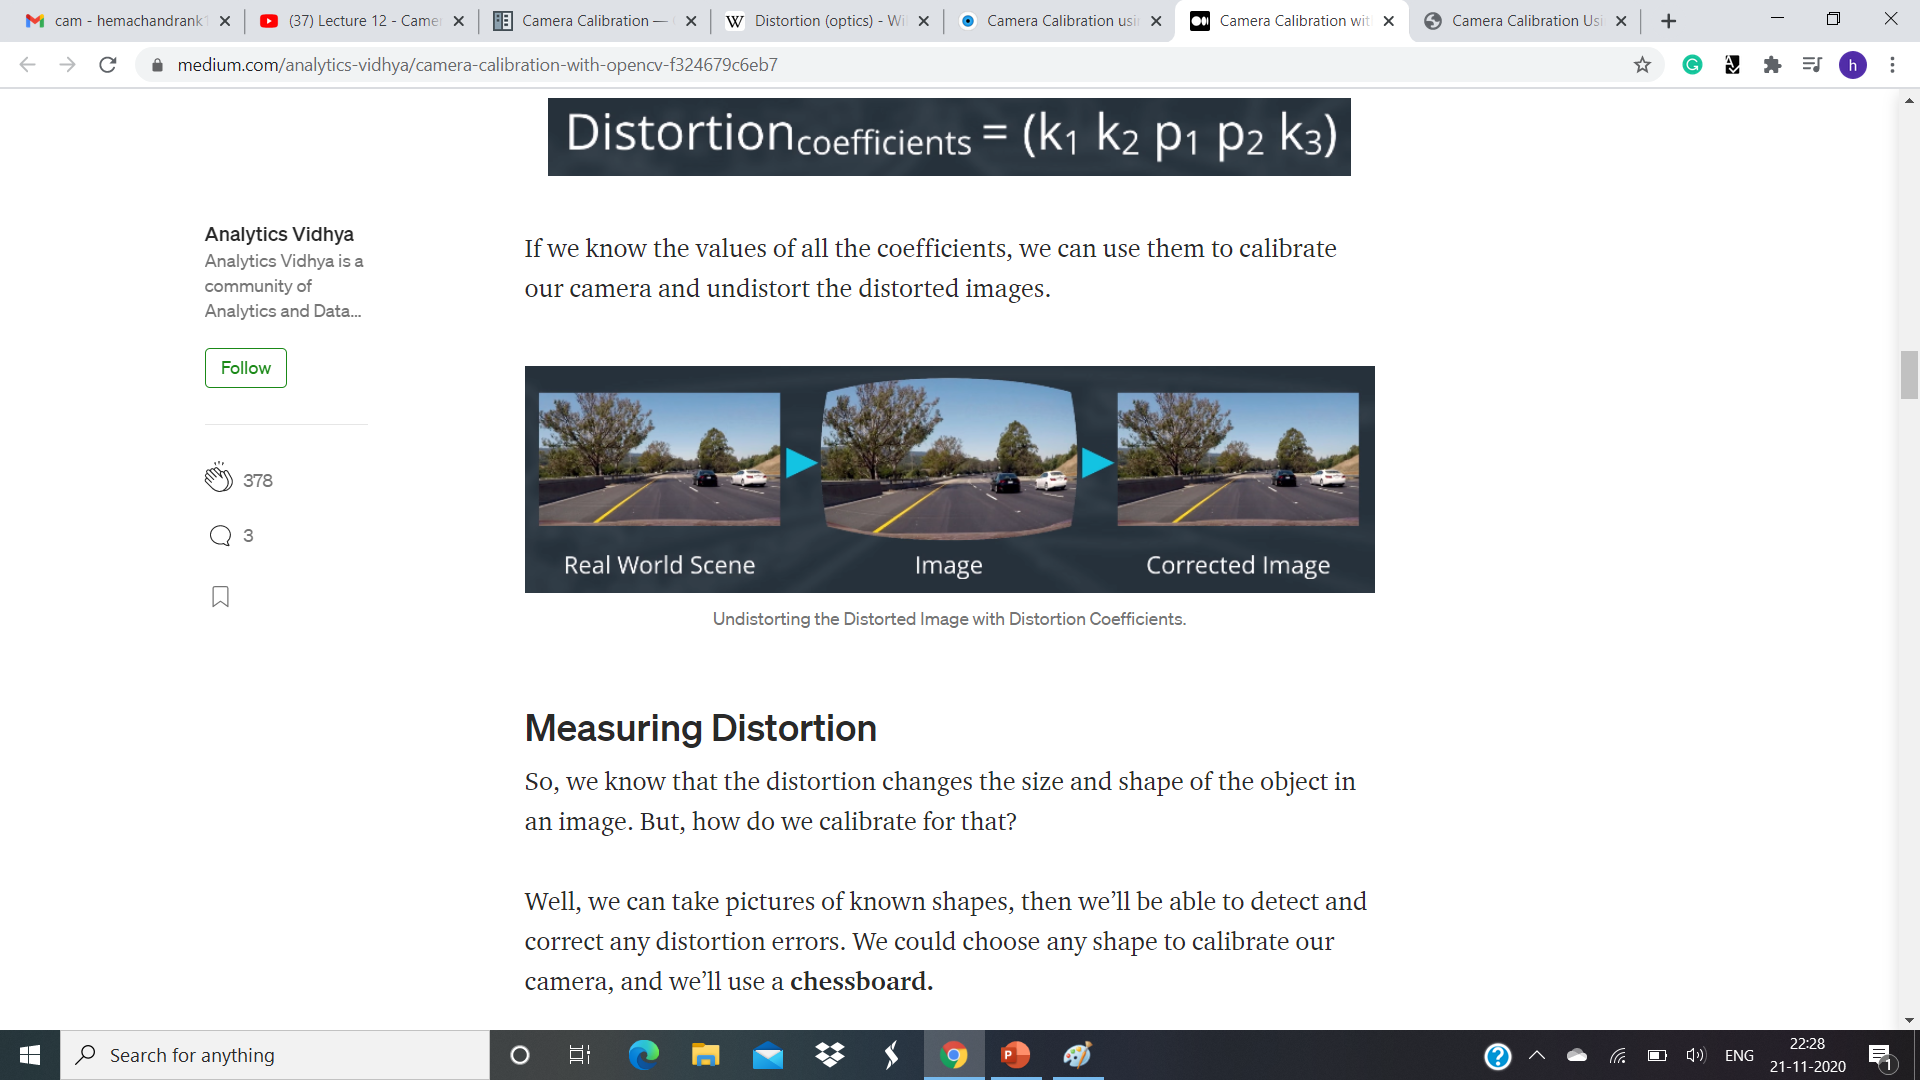 cam - hemachandrank
(37) Lecture 12 - Camer
Camera Calibration —
Distortion (optics) - Wi
Camera Calibration usi
Camera Calibration wit
Camera Calibration Usi
medium.com/analytics-vidhya/camera-calibration-with-opencv-f324679c6eb7
h
Distortion coefficients = (k1 k2 p1 p2 k3)
Analytics Vidhya
Analytics Vidhya is a
community of
Analytics and Data...
Follow
378
3
If we know the values of all the coefficients, we can use them to calibrate
our camera and undistort the distorted images.
Real World Scene
Image
Corrected Image
Undistorting the Distorted Image with Distortion Coefficients.
Measuring Distortion
So, we know that the distortion changes the size and shape of the object in
an image. But, how do we calibrate for that?
Well, we can take pictures of known shapes, then we’ll be able to detect and
correct any distortion errors. We could choose any shape to calibrate our
camera, and we’ll use a chessboard.
Search for anything
ENG
22:28
21-11-2020
1